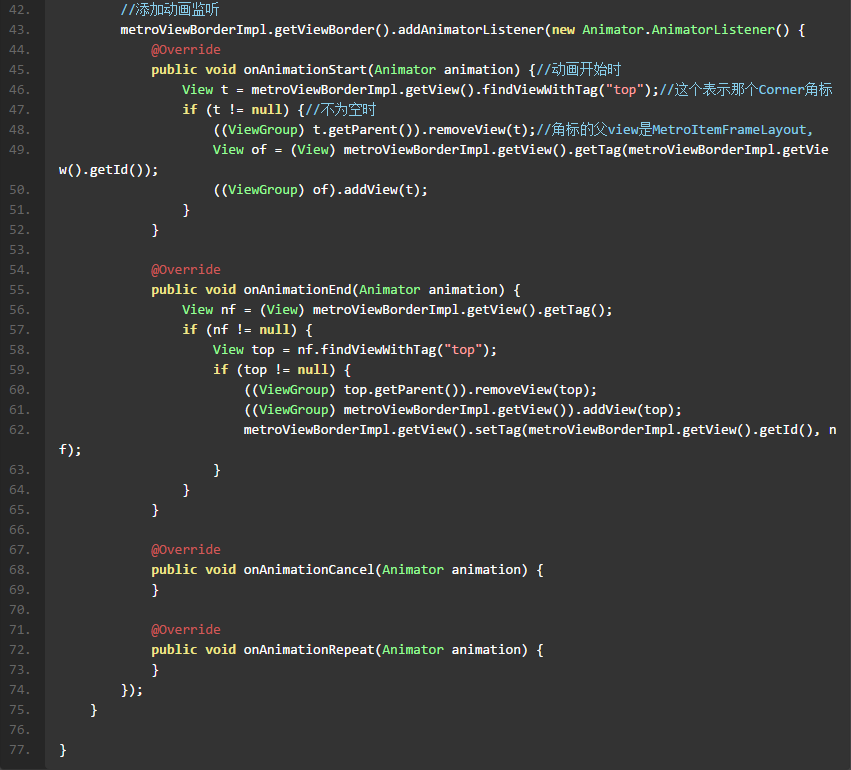 42. //添加动画监听
43. metroViewBorderImpl.getViewBorder().addAnimatorListener(new Animator.AnimatorListener() {
44. @Override
45. public void onAnimationStart(Animator animation) {//动画开始时
46. View t = metroViewBorderImpl.getView().findViewWithTag("top");//这个表示那个Corner角标
47. if (t != null) {//不为空时
48. ((ViewGroup) t.getParent()).removeView(t);//角标的父view是MetroItemFrameLayout,
49. View of = (View) metroViewBorderImpl.getView().getTag(metroViewBorderImpl.getVie
w().getId());
50. ((ViewGroup) of).addView(t);
51. }
52. }
53.
54. @Override
55. public void onAnimationEnd(Animator animation) {
56. View nf = (View) metroViewBorderImpl.getView().getTag();
57. if (nf != null) {
58. View top = nf.findViewWithTag("top");
59. if (top != null) {
60. ((ViewGroup) top.getParent()).removeView(top);
61. ((ViewGroup) metroViewBorderImpl.getView()).addView(top);
62. metroViewBorderImpl.getView().setTag(metroViewBorderImpl.getView().getId(), n
f);
63. }
64. }
65. }
66.
67. @Override
68. public void onAnimationCancel(Animator animation) {
69. }
70.
71. @Override
72. public void onAnimationRepeat(Animator animation) {
73. }
74. });
75. }
76.
77. }